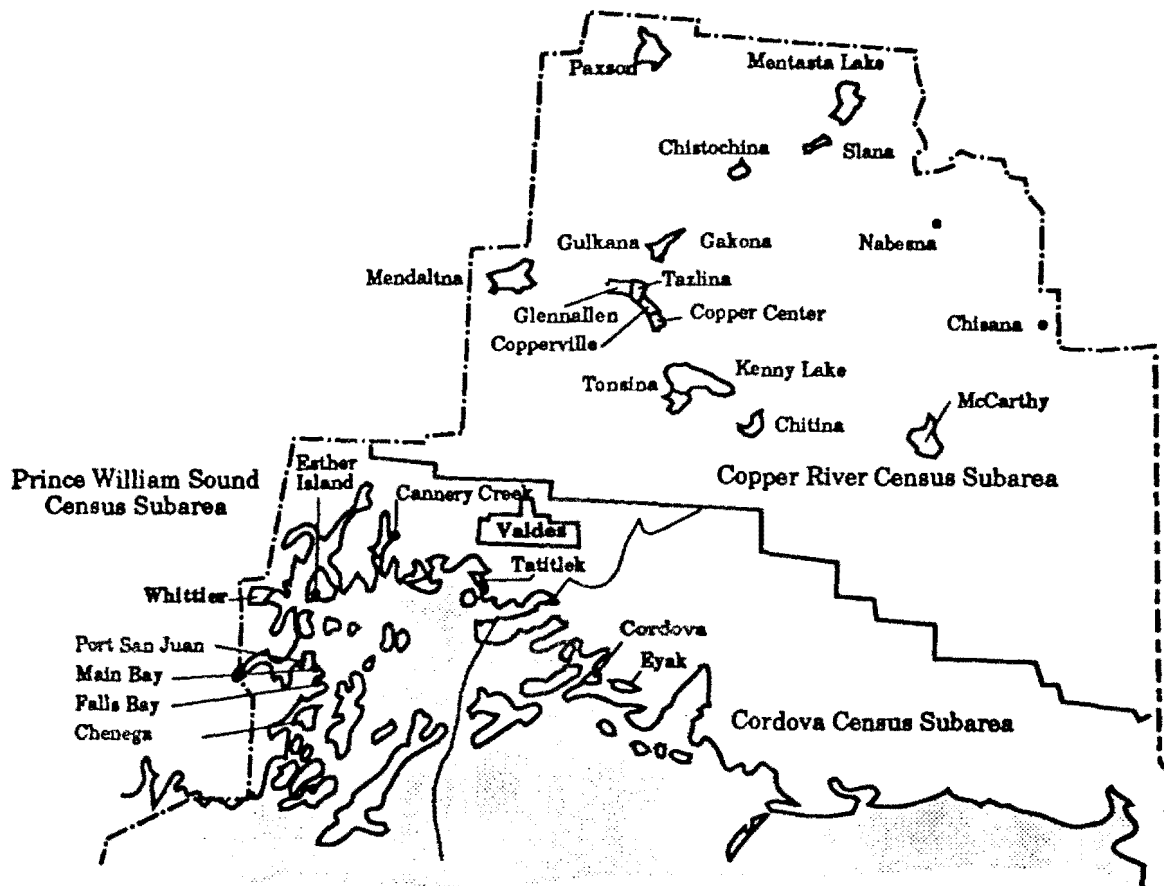 Paxson
Mentasta Lake
Chistochina
Slana
Gulkana
Gakona
Nabesna
Mendaltna
Tazlina
Glennallen
Copper Center
Copperville
Chisana
Kenny Lake
Tonsina
McCarthy
Chitina
Copper River Census Subarea
Prince William Sound
Census Subarea
Esther
Island
Cannery Creek
Valdes
Tatitlek
Whittier
Port San Juan
Main Bay
Falls Bay
Chenega
Cordova
Eyak
Cordova Census Subarea